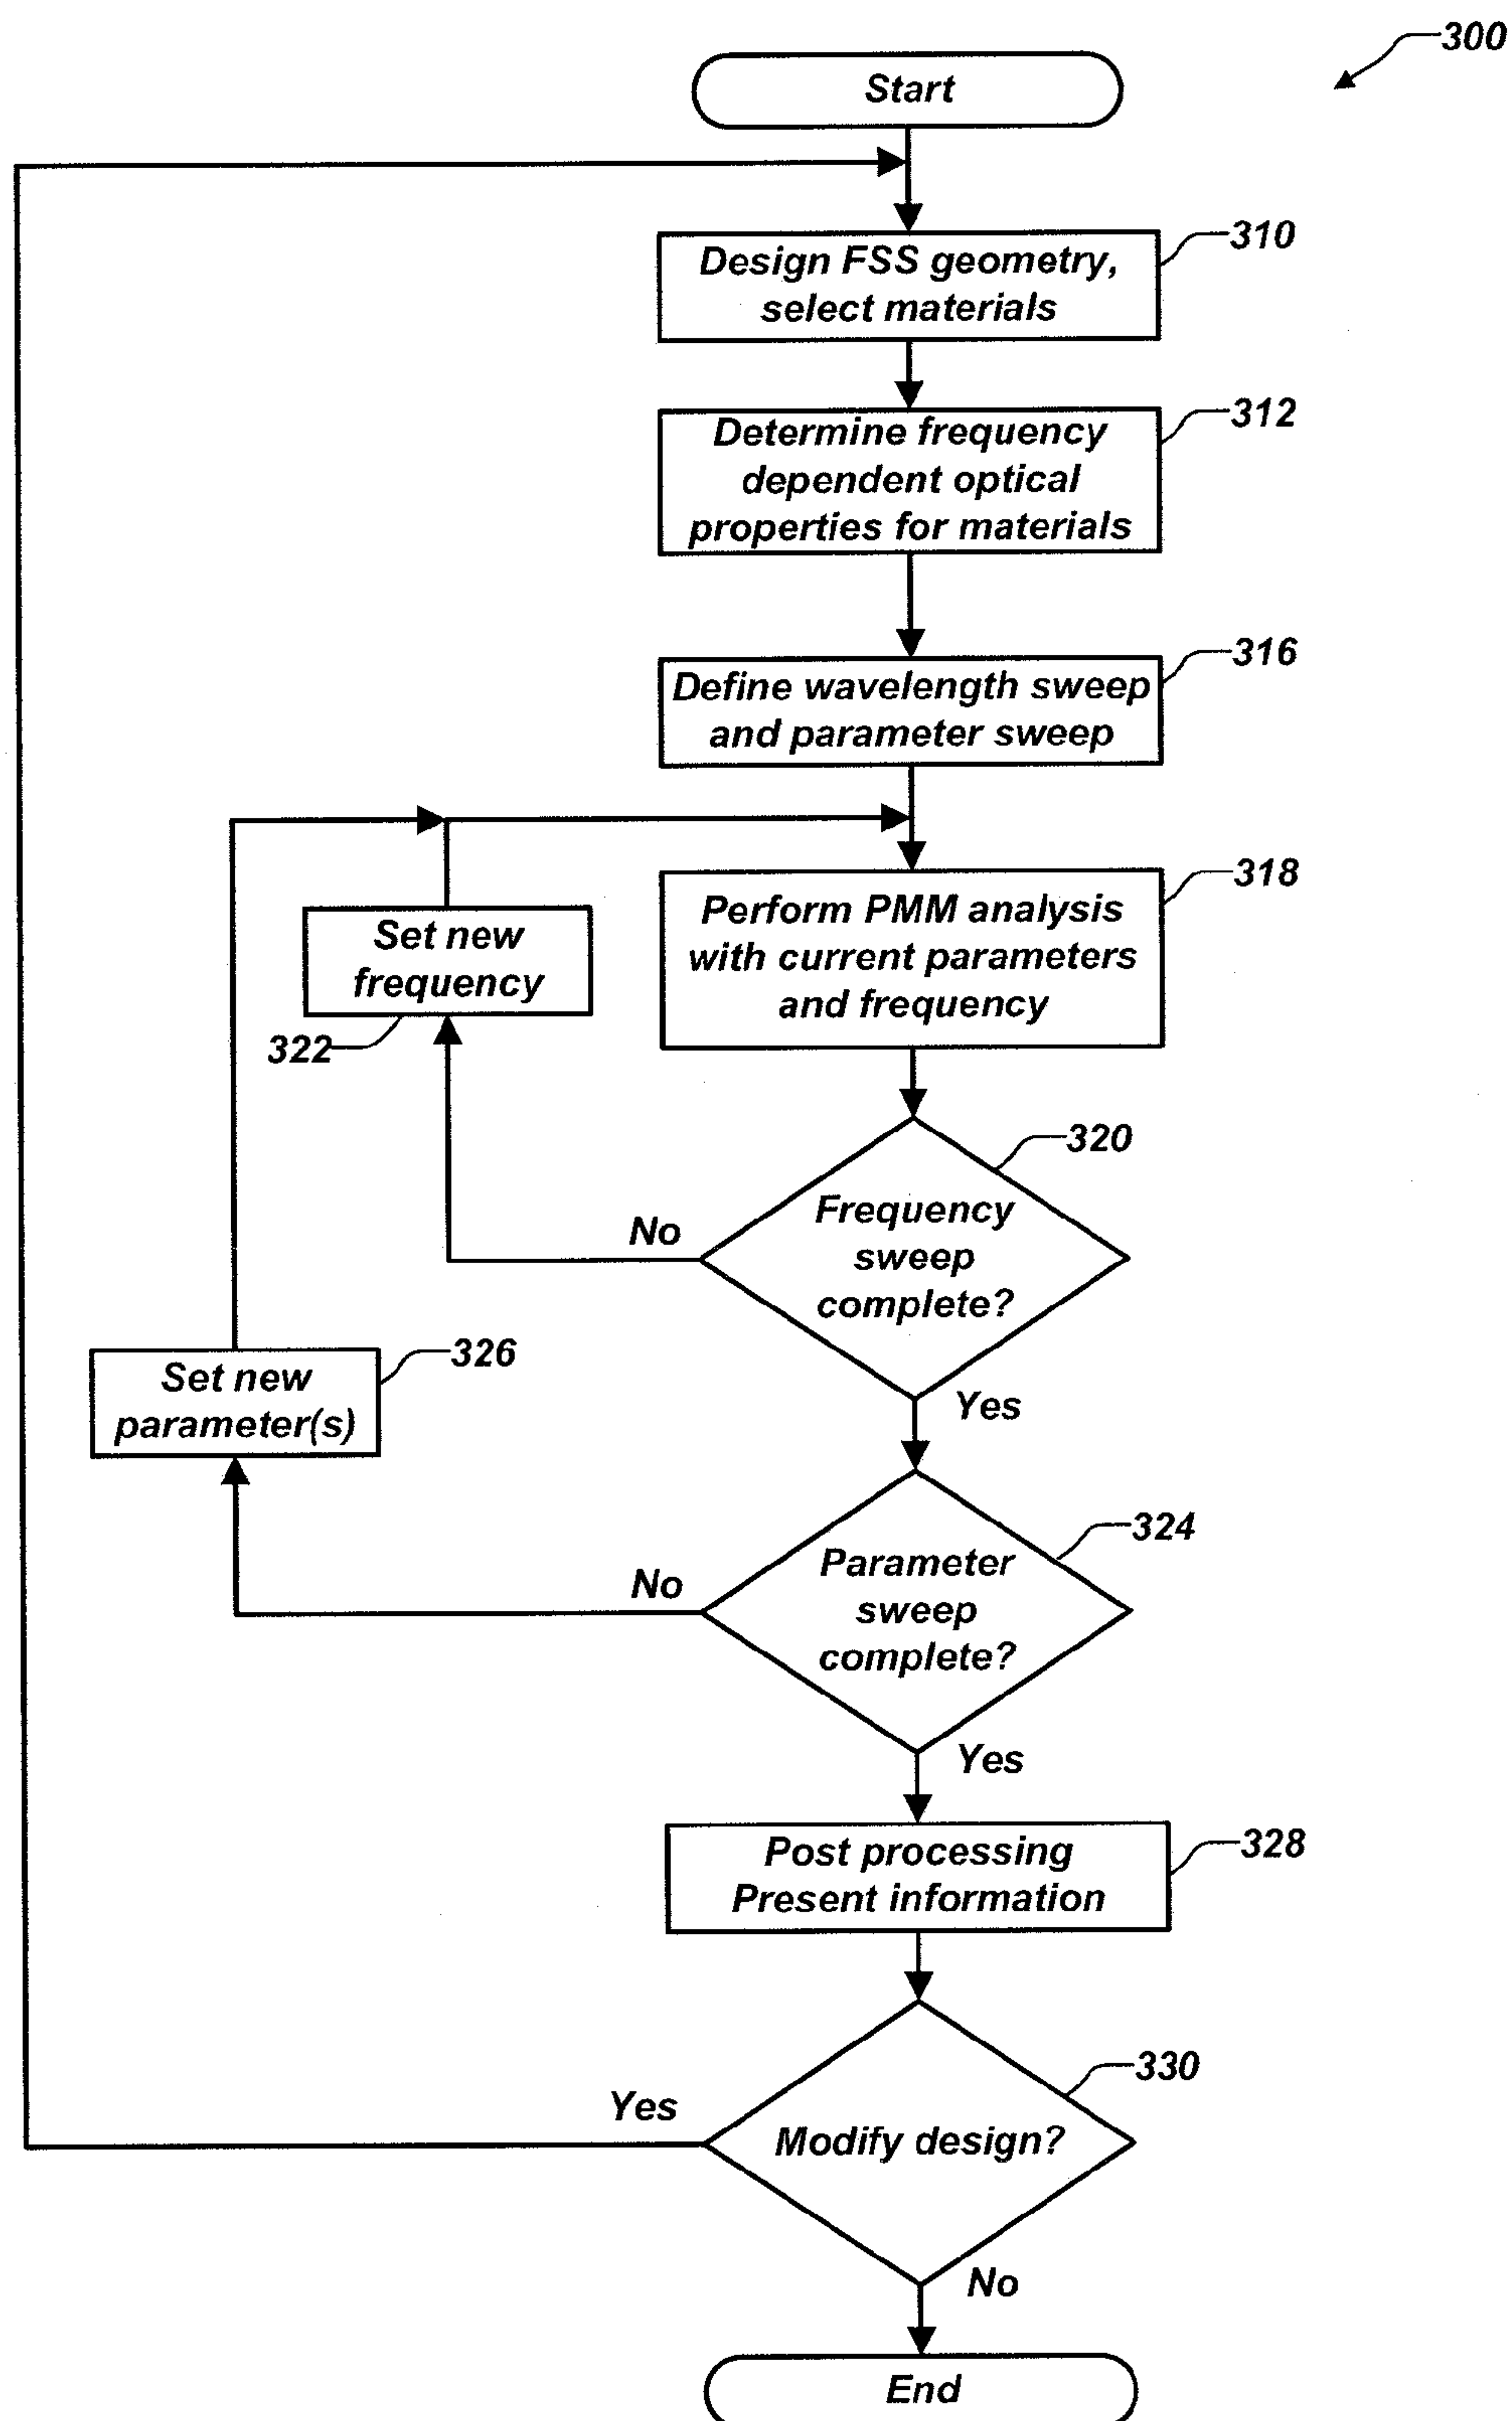 300
Start
310
Design FSS geometry,
select materials
312
Determine frequency
dependent optical
properties for materials
316
Define wavelength sweep
and parameter sweep
318
Perform PMM analysis
with current parameters
and frequency
Set new
frequency
322
320
Frequency
sweep
complete?
No
Yes
326
Set new
parameter(s)
324
Parameter
sweep
complete?
No
Yes
328
Post processing
Present information
330
Modify design?
Yes
No
End